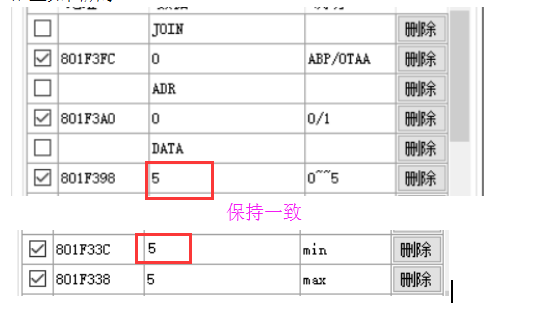 JOIN 删除
801F3FC 0 ABP/OTAA 删除
ADR 删除
801F3A0 0 0/1 删除
DATA 删除
801F398 5 0~~5 删除
保持一致
801F33C 5 min 删除
801F338 5 max 删除